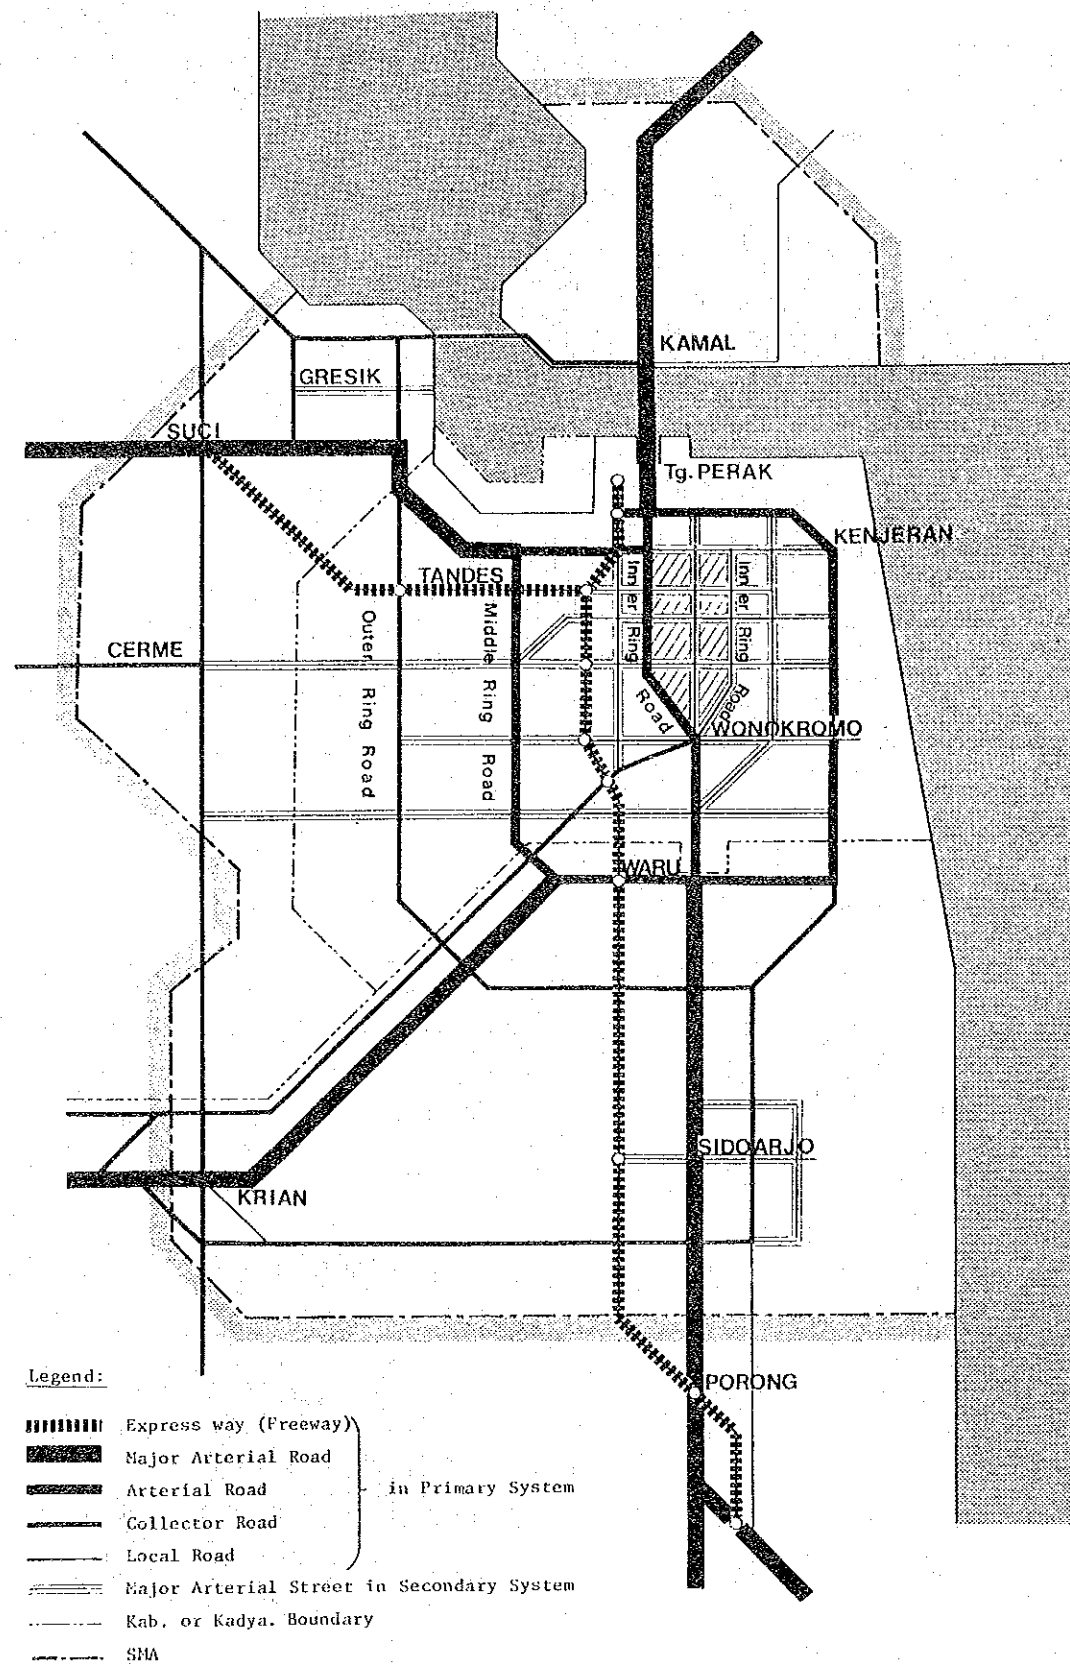 KAMAL
GRESIK
SUCI
Tg. PERAK
KENJERAN
TANDES
Inner Ring
Inner Ring
Outer Ring Road
Middle Ring Road
CERME
Road
Road
WONOKROMO
WARU
SIDOARJO
KRIAN
PORONG
Legend:
Express way (Freeway)
Major Arterial Road
Arterial Road
in Primary System
Collector Road
Local Road
Major Arterial Street in Secondary System
Kab. or Kadya. Boundary
SMA